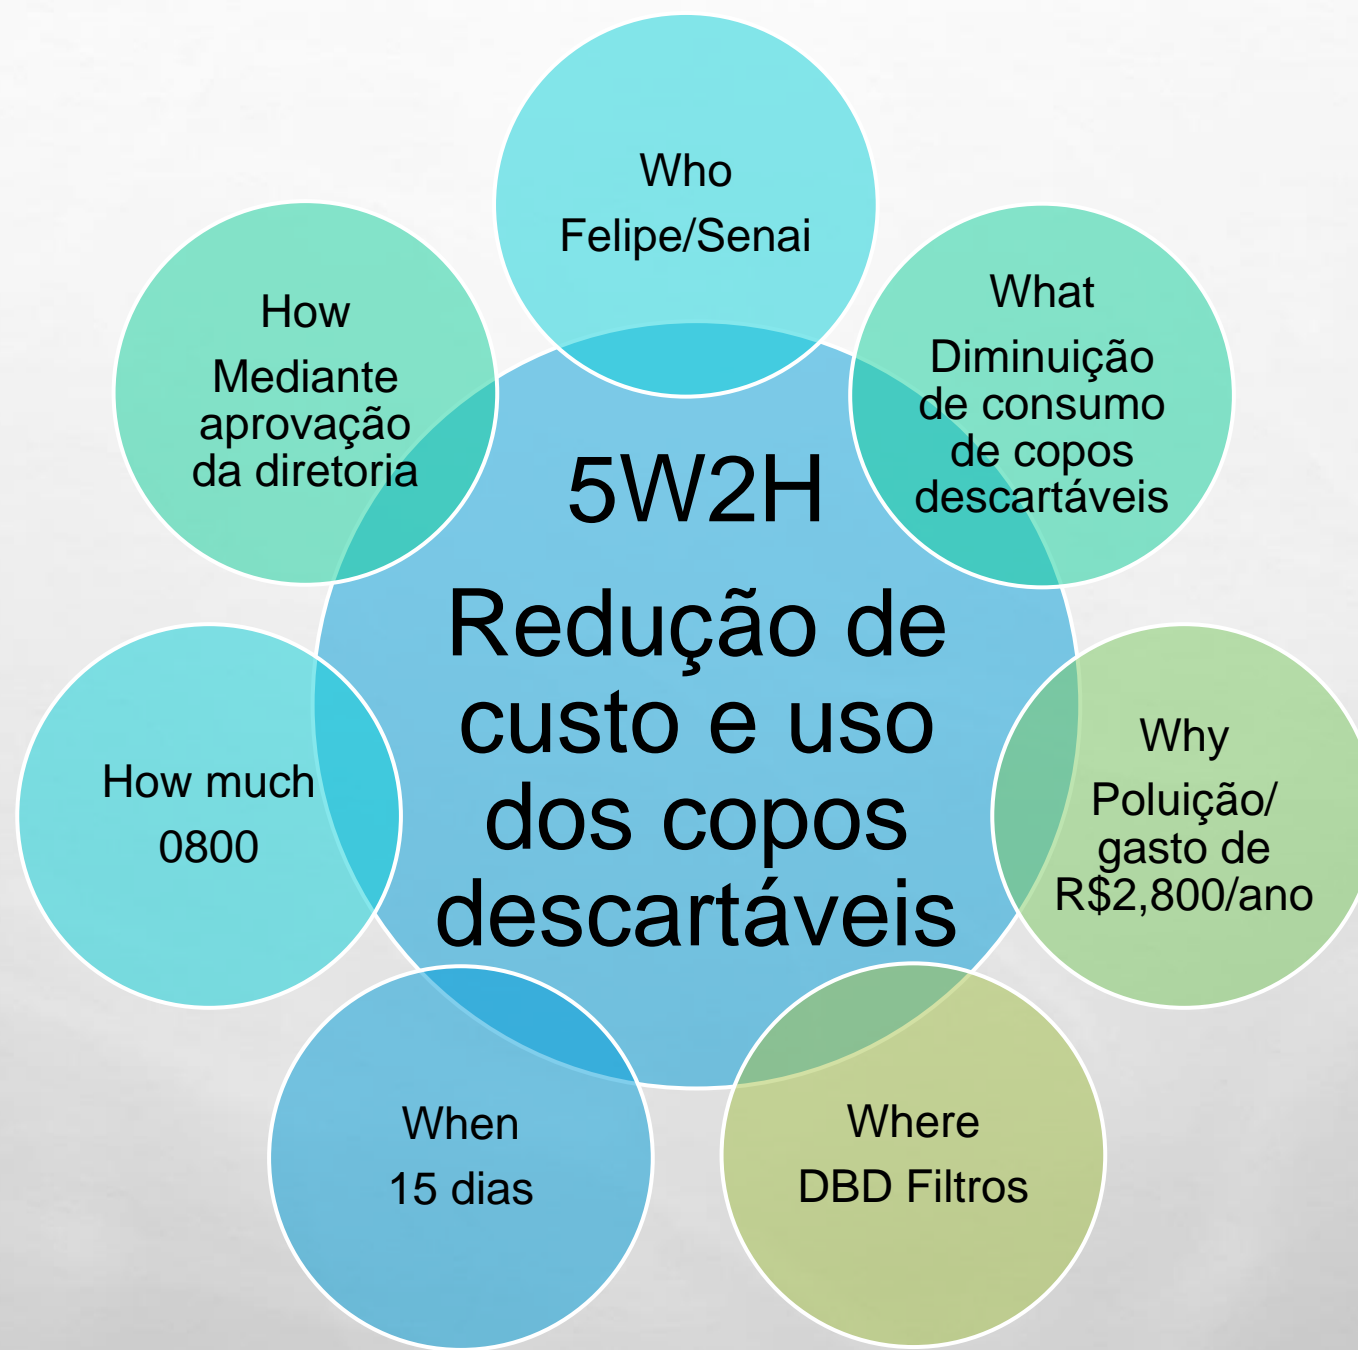 5W2H
Redução de
custo e uso
dos copos
descartáveis
Who
Felipe/Senai
What
Diminuição
de consumo
de copos
descartáveis
Why
Poluição/
gasto de
R$2,800/ano
Where
DBD Filtros
When
15 dias
How much
0800
How
Mediante
aprovação
da diretoria